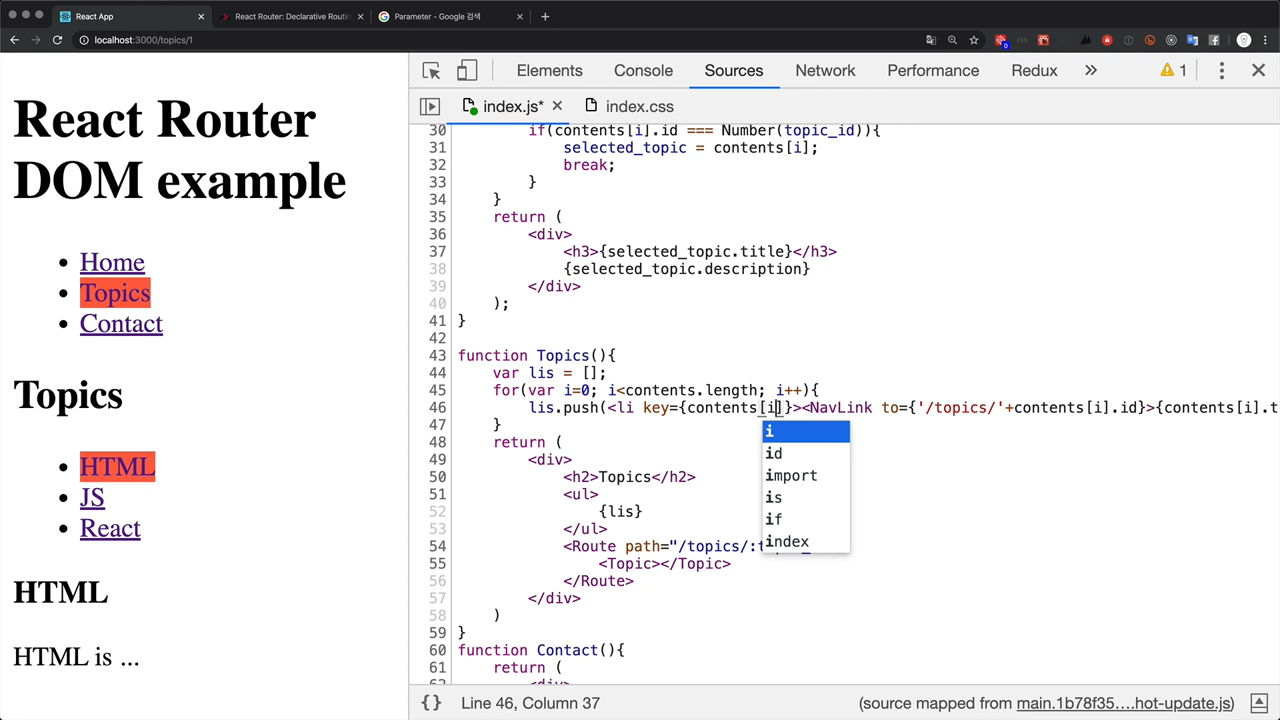 React App
React Router: Declarative Routin
Parameter - Google 검색
localhost:3000/topics/1
React Router
DOM example
Home
Topics
Contact
Topics
HTML
JS
React
HTML
HTML is ...
Elements Console Sources Network Performance Redux » 1
index.js* index.css
30 if(contents[i].id === Number(topic_id)){
31 selected_topic = contents[i];
32 break;
33 }
34 }
35 return (
36 <div>
37 <h3>{selected_topic.title}</h3>
38 {selected_topic.description}
39 </div>
40 );
41 }
42
43 function Topics(){
44 var lis = [];
45 for(var i=0; i<contents.length; i++){
46 lis.push(<li key={contents[i]}><NavLink to={'/topics/'+contents[i].id}>{contents[i].t
47 }
48 return (
49 <div>
50 <h2>Topics</h2>
51 <ul>
52 {lis}
53 </ul>
54 <Route path="/topics/:
55 <Topic></Topic>
56 </Route>
57 </div>
58 )
59 }
60 function Contact(){
61 return (
i
id
import
is
if
index
{} Line 46, Column 37 (source mapped from main.1b78f35….hot-update.js)